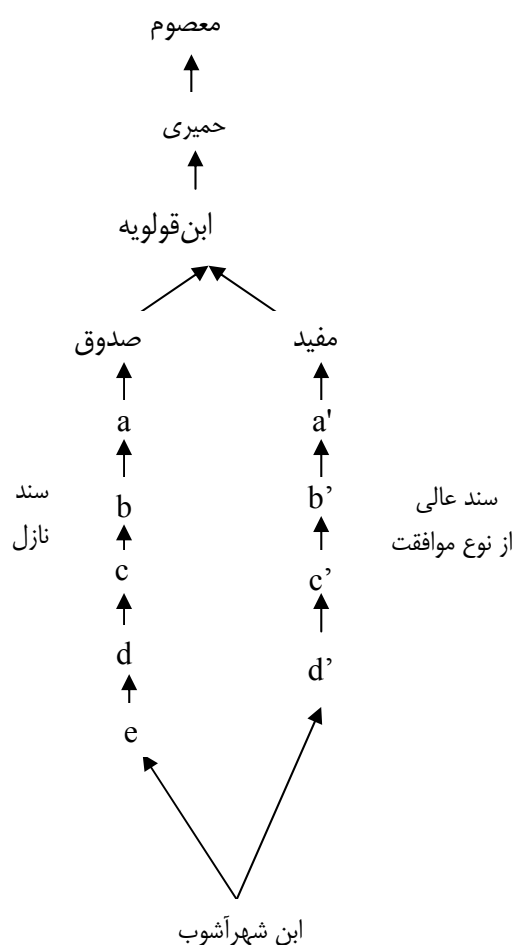 معصوم
حمیری
ابن‌قولویه
مفید
صدوق
a'
a
b’
b
سند عالی
از نوع موافقت
سند
نازل
c’
c
d’
d
e
ابن شهرآشوب